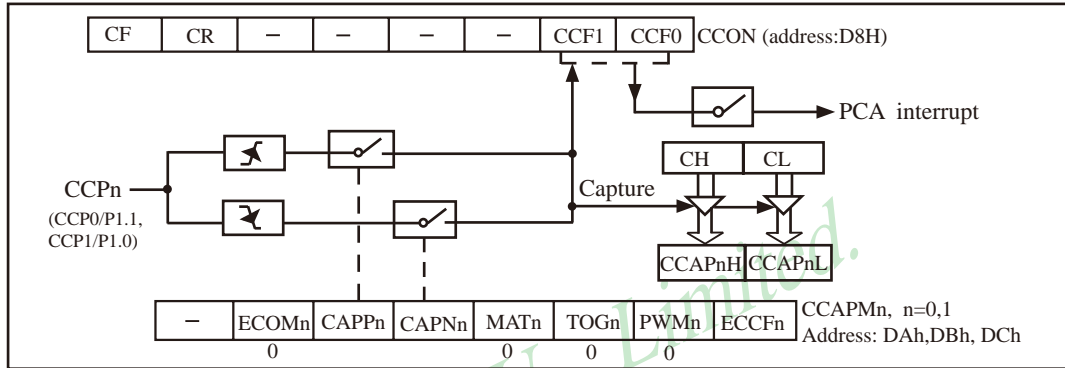 CF CR – – – – CCF1 CCF0 CCON (address:D8H)
PCA interrupt
CH CL
CCPn
(CCP0/P1.1,
CCP1/P1.0)
Capture
CCAPnH CCAPnL
– ECOMn CAPPn CAPNn MATn TOGn PWMn ECCFn
CCAPMn, n=0,1
Address: DAh,DBh, DCh
0 0 0 0
Limited.